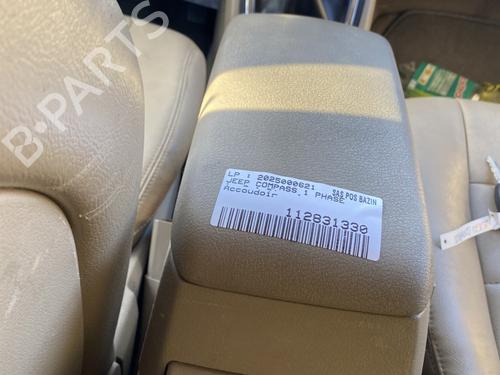 B-PARTS
LP : 2025000621
SAS POS BAZIN
JEEP COMPASS 1 PHASE
Accoudoir
112831330